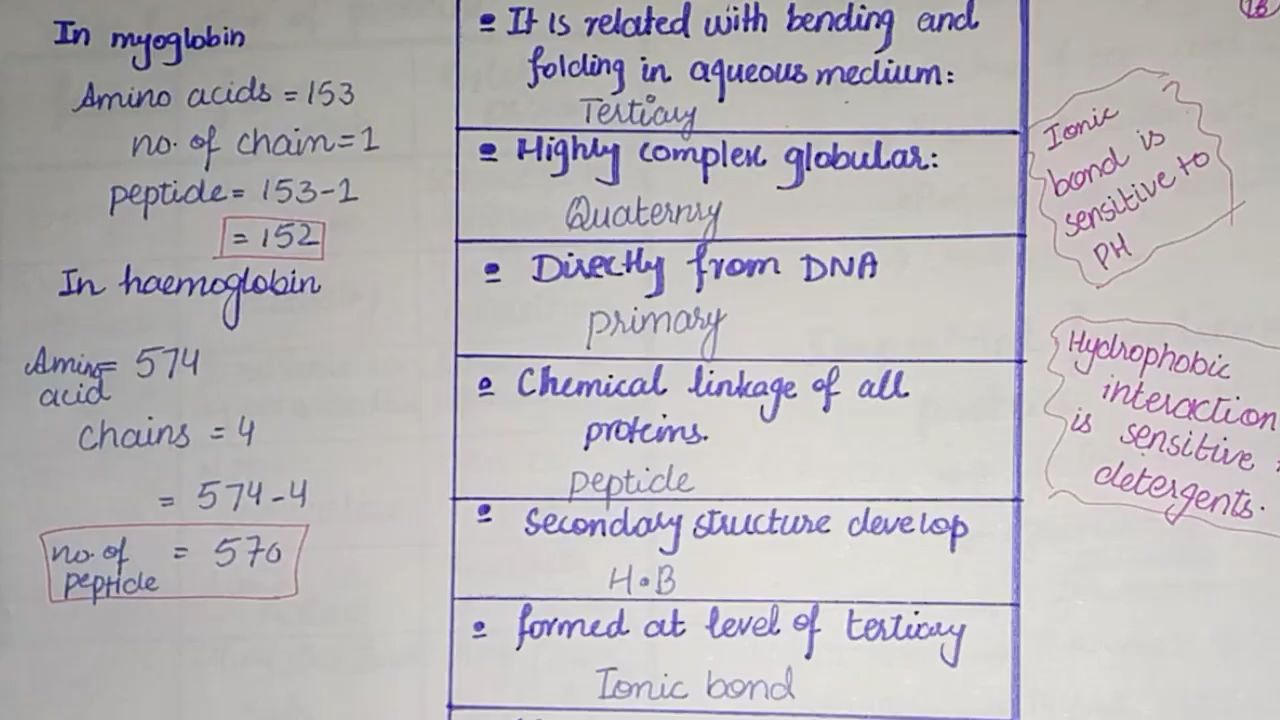 In myoglobin
Amino acids = 153
no. of chain = 1
peptide = 153-1
= 152
In haemoglobin
Amino acid = 574
chains = 4
= 574-4
no. of peptide = 570
It is related with bending and
folding in aqueous medium:
Tertiary
Highly complex globular:
Quaternry
Directly from DNA
primary
Chemical linkage of all
proteins.
peptide
Secondary structure develop
H.B
formed at level of tertiary
Ionic bond
Ionic
bond is
sensitive to
PH
Hydrophobic
interaction
is sensitive
detergents.